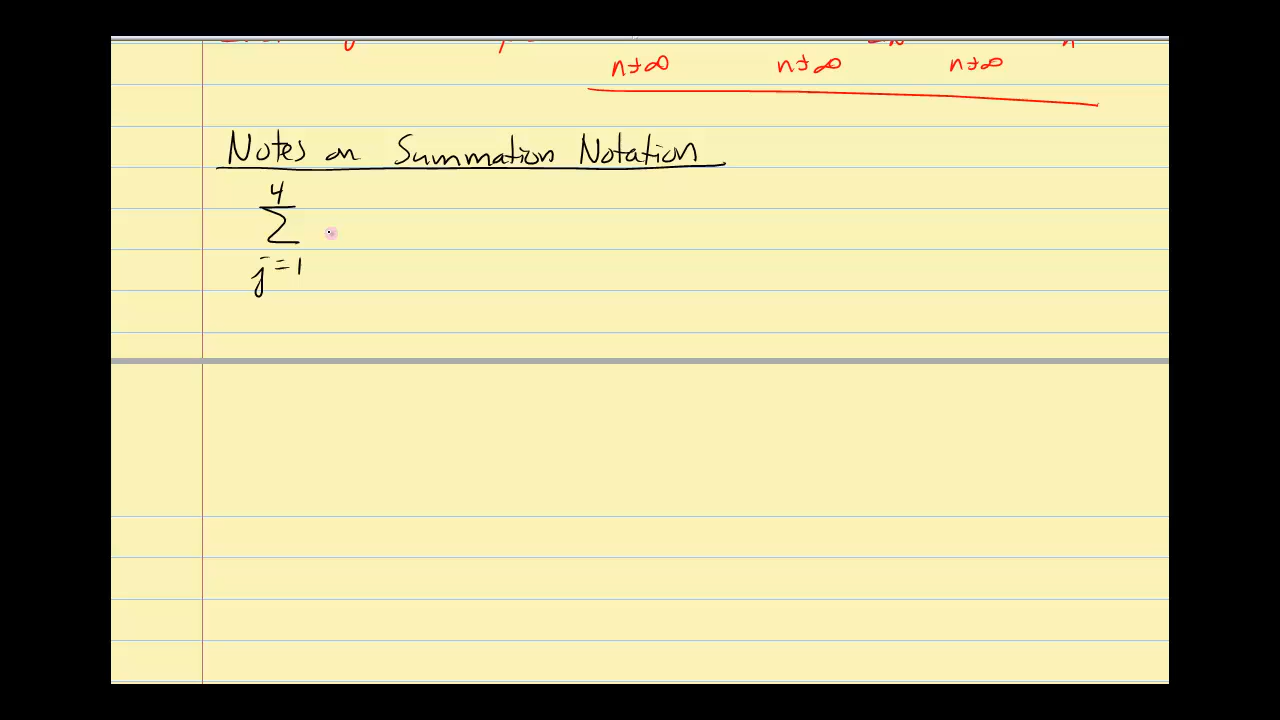 n→∞ n→∞ n→∞
Notes on Summation Notation
4
∑
j=1